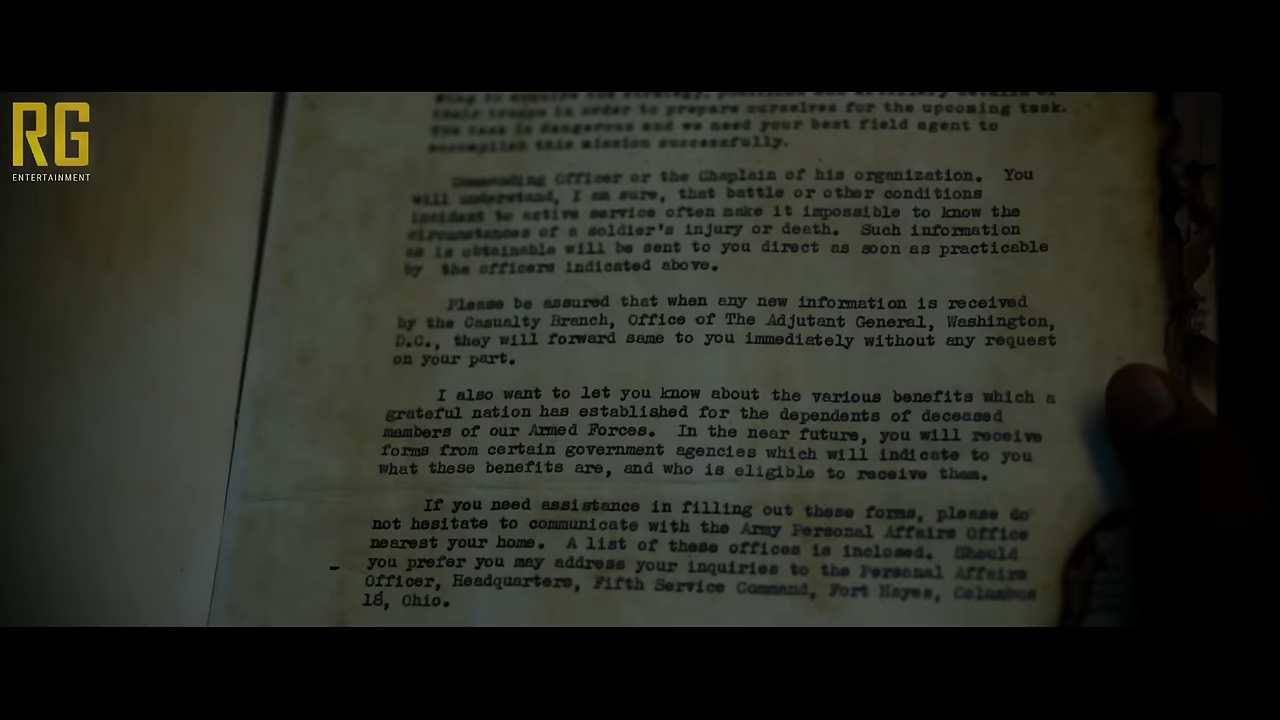 RG
ENTERTAINMENT
their troops in order to prepare ourselves for the upcoming task.
The task is dangerous and we need your best field agent to
accomplish this mission successfully.
Commanding Officer or the Chaplain of his organization. You
will understand, I am sure, that battle or other conditions
incident to active service often make it impossible to know the
circumstances of a soldier's injury or death. Such information
as is obtainable will be sent to you direct as soon as practicable
by the officers indicated above.
Please be assured that when any new information is received
by the Casualty Branch, Office of The Adjutant General, Washington,
D.C., they will forward same to you immediately without any request
on your part.
I also want to let you know about the various benefits which a
grateful nation has established for the dependents of deceased
members of our Armed Forces. In the near future, you will receive
forms from certain government agencies which will indicate to you
what these benefits are, and who is eligible to receive them.
If you need assistance in filling out these forms, please do
not hesitate to communicate with the Army Personal Affairs Office
nearest your home. A list of these offices is inclosed. Should
you prefer you may address your inquiries to the Personal Affairs
Officer, Headquarters, Fifth Service Command, Fort Hayes, Columbus
18, Ohio.